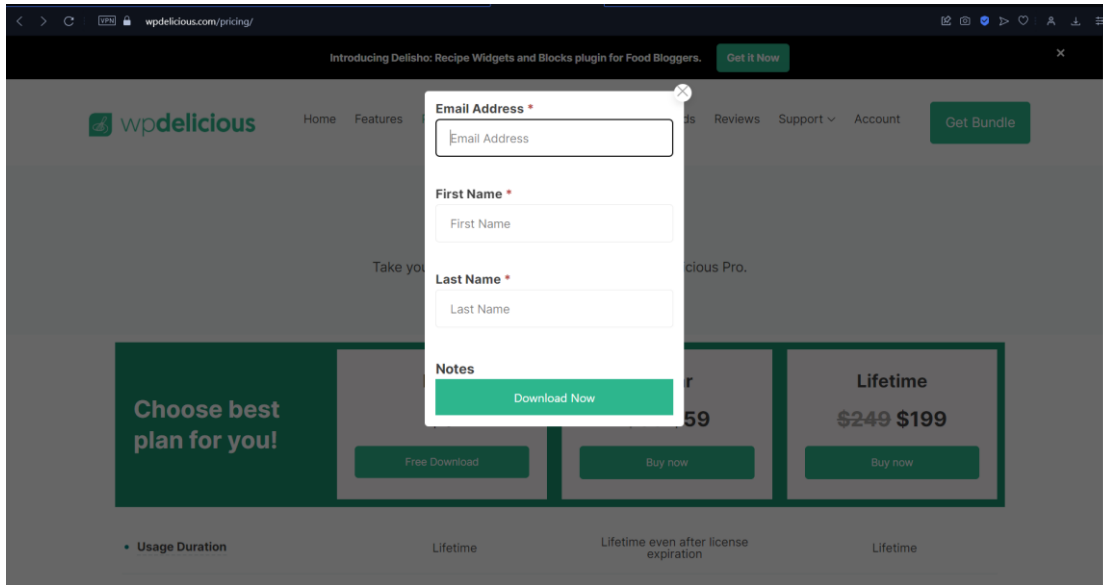 VPN
wpdelicious.com/pricing/
Introducing Delisho: Recipe Widgets and Blocks plugin for Food Bloggers.
Get it Now
wpdelicious
Home Features Reviews Support Account
Get Bundle
Email Address *
Email Address
First Name *
First Name
Take you cious Pro.
Last Name *
Last Name
Notes
Download Now
Choose best
plan for you!
59
Lifetime
$249 $199
Free Download
Buy now
Buy now
• Usage Duration
Lifetime
Lifetime even after license
expiration
Lifetime